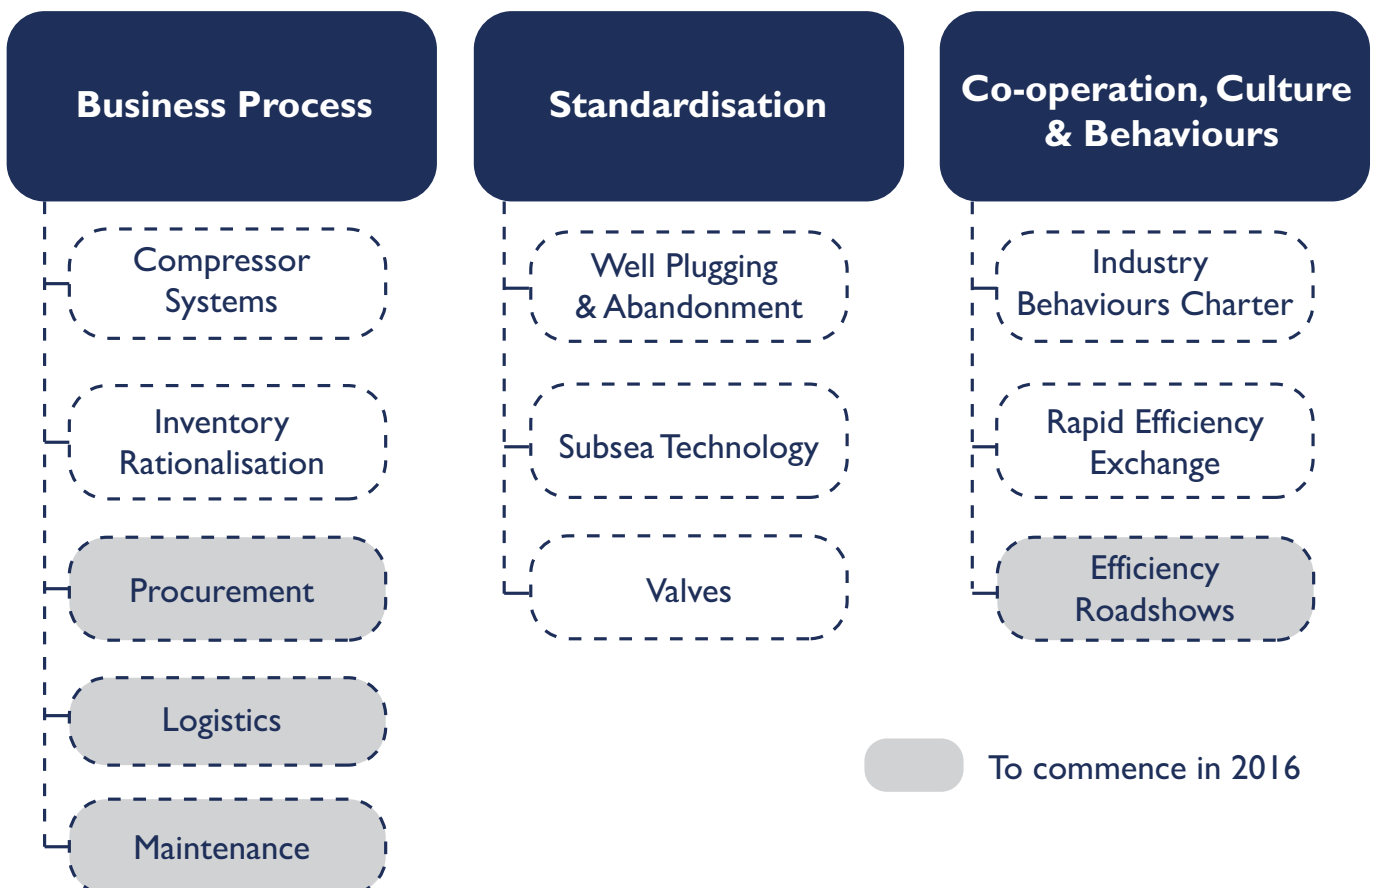 Business Process
Compressor
Systems
Inventory
Rationalisation
Procurement
Logistics
Maintenance
Standardisation
Well Plugging
& Abandonment
Subsea Technology
Valves
Co-operation, Culture
& Behaviours
Industry
Behaviours Charter
Rapid Efficiency
Exchange
Efficiency
Roadshows
To commence in 2016